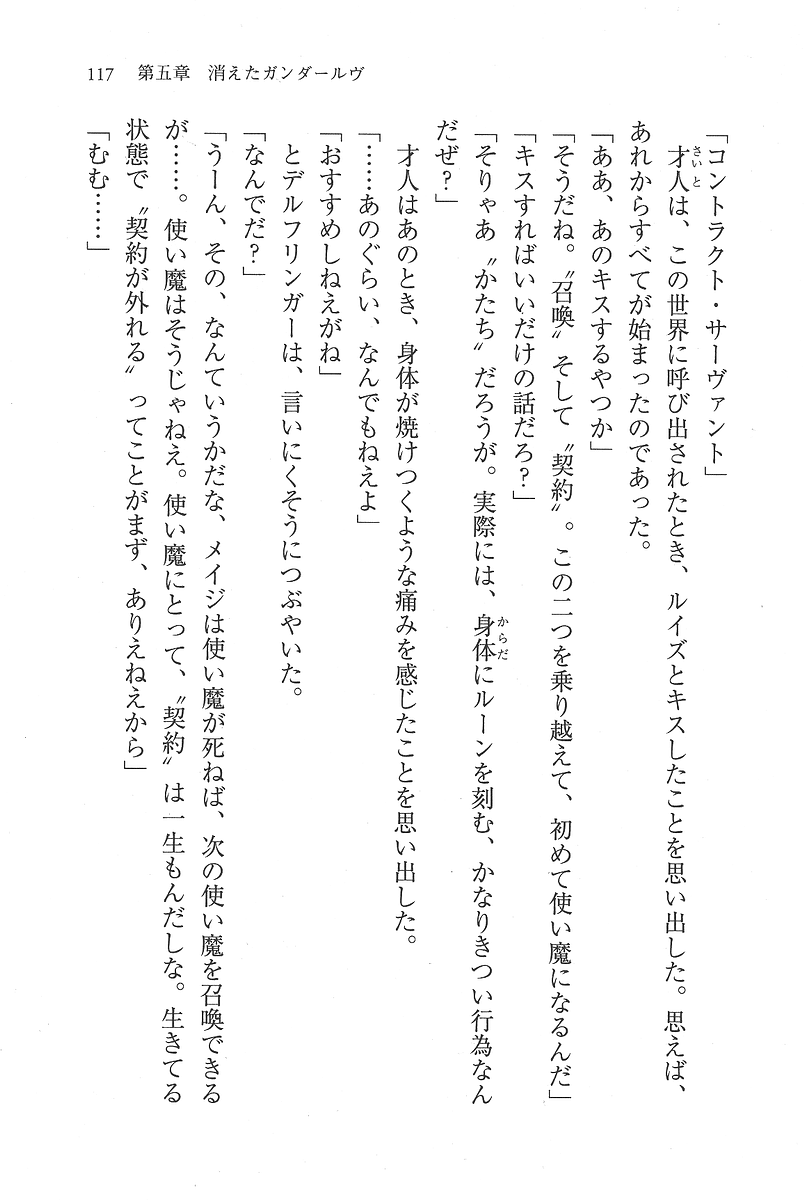 117　第五章　消えたガンダールヴ
「コントラクト・サーヴァント」
　才人は、この世界に呼び出されたとき、ルイズとキスしたことを思い出した。思えば、
あれからすべてが始まったのであった。
「ああ、あのキスするやつか」
「そうだね。〝召喚〟そして〝契約〟。この二つを乗り越えて、初めて使い魔になるんだ」
「キスすればいいだけの話だろ？」
「そりゃあ〝かたち〟だろうが。実際には、身体にルーンを刻む、かなりきつい行為なん
だぜ？」
　才人はあのとき、身体が焼けつくような痛みを感じたことを思い出した。
「……あのぐらい、なんでもねえよ」
「おすすめしねえがね」
　とデルフリンガーは、言いにくそうにつぶやいた。
「なんでだ？」
「うーん、その、なんていうかだな、メイジは使い魔が死ねば、次の使い魔を召喚できる
が……。使い魔はそうじゃねえ。使い魔にとって、〝契約〟は一生もんだしな。生きてる
状態で〝契約が外れる〟ってことがまず、ありえねえから」
「むむ……」